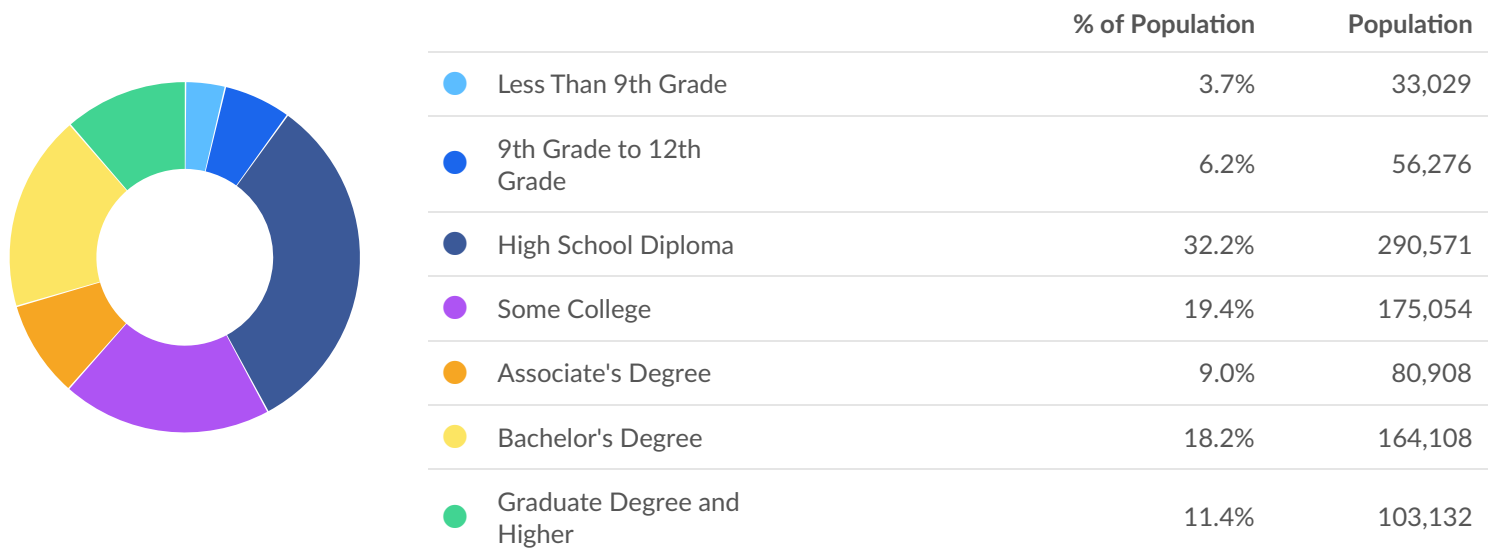 % of Population Population
Less Than 9th Grade 3.7% 33,029
9th Grade to 12th
Grade 6.2% 56,276
High School Diploma 32.2% 290,571
Some College 19.4% 175,054
Associate's Degree 9.0% 80,908
Bachelor's Degree 18.2% 164,108
Graduate Degree and
Higher 11.4% 103,132